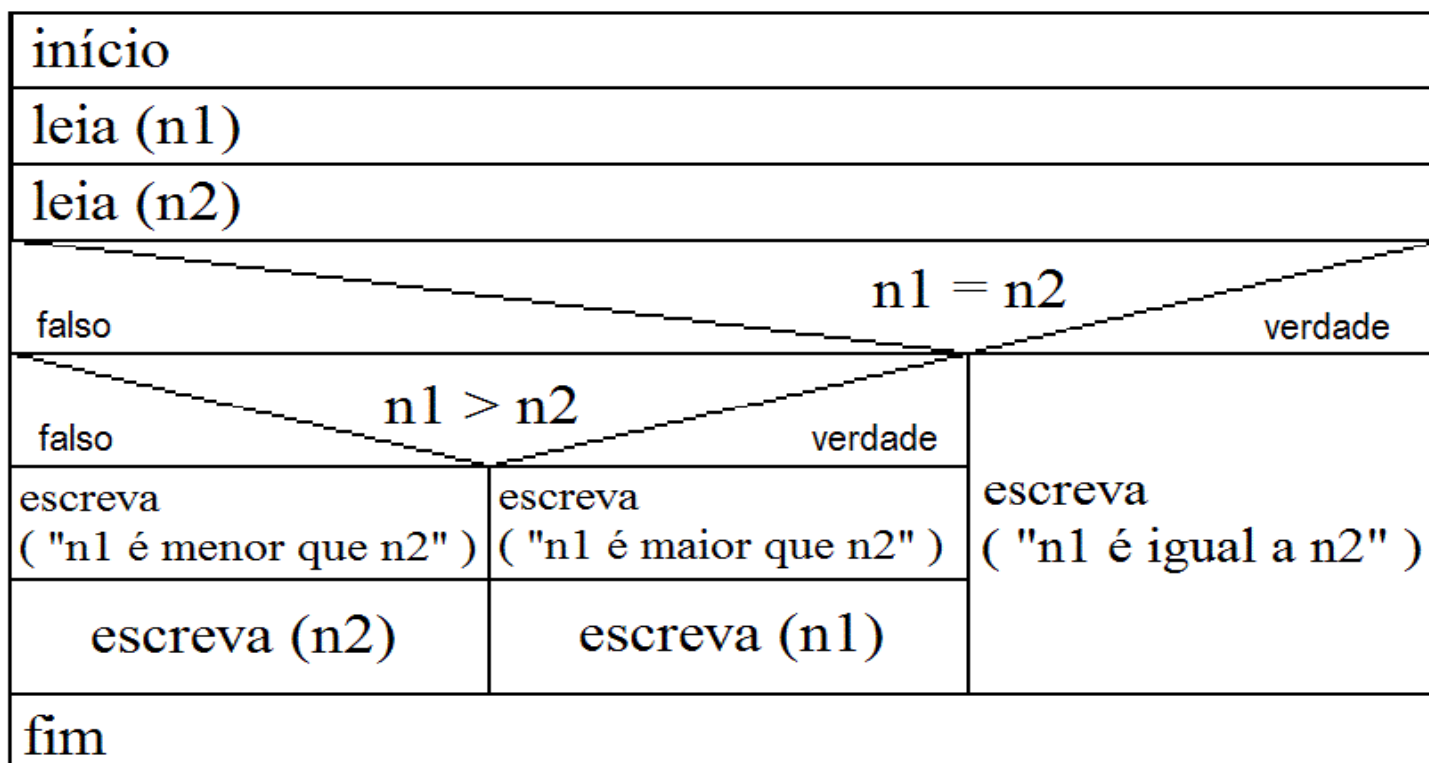 início
leia (n1)
leia (n2)
n1 = n2
falso
verdade
n1 > n2
falso
verdade
escreva
( "n1 é menor que n2" )
escreva
( "n1 é maior que n2" )
escreva
( "n1 é igual a n2" )
escreva (n2)
escreva (n1)
fim